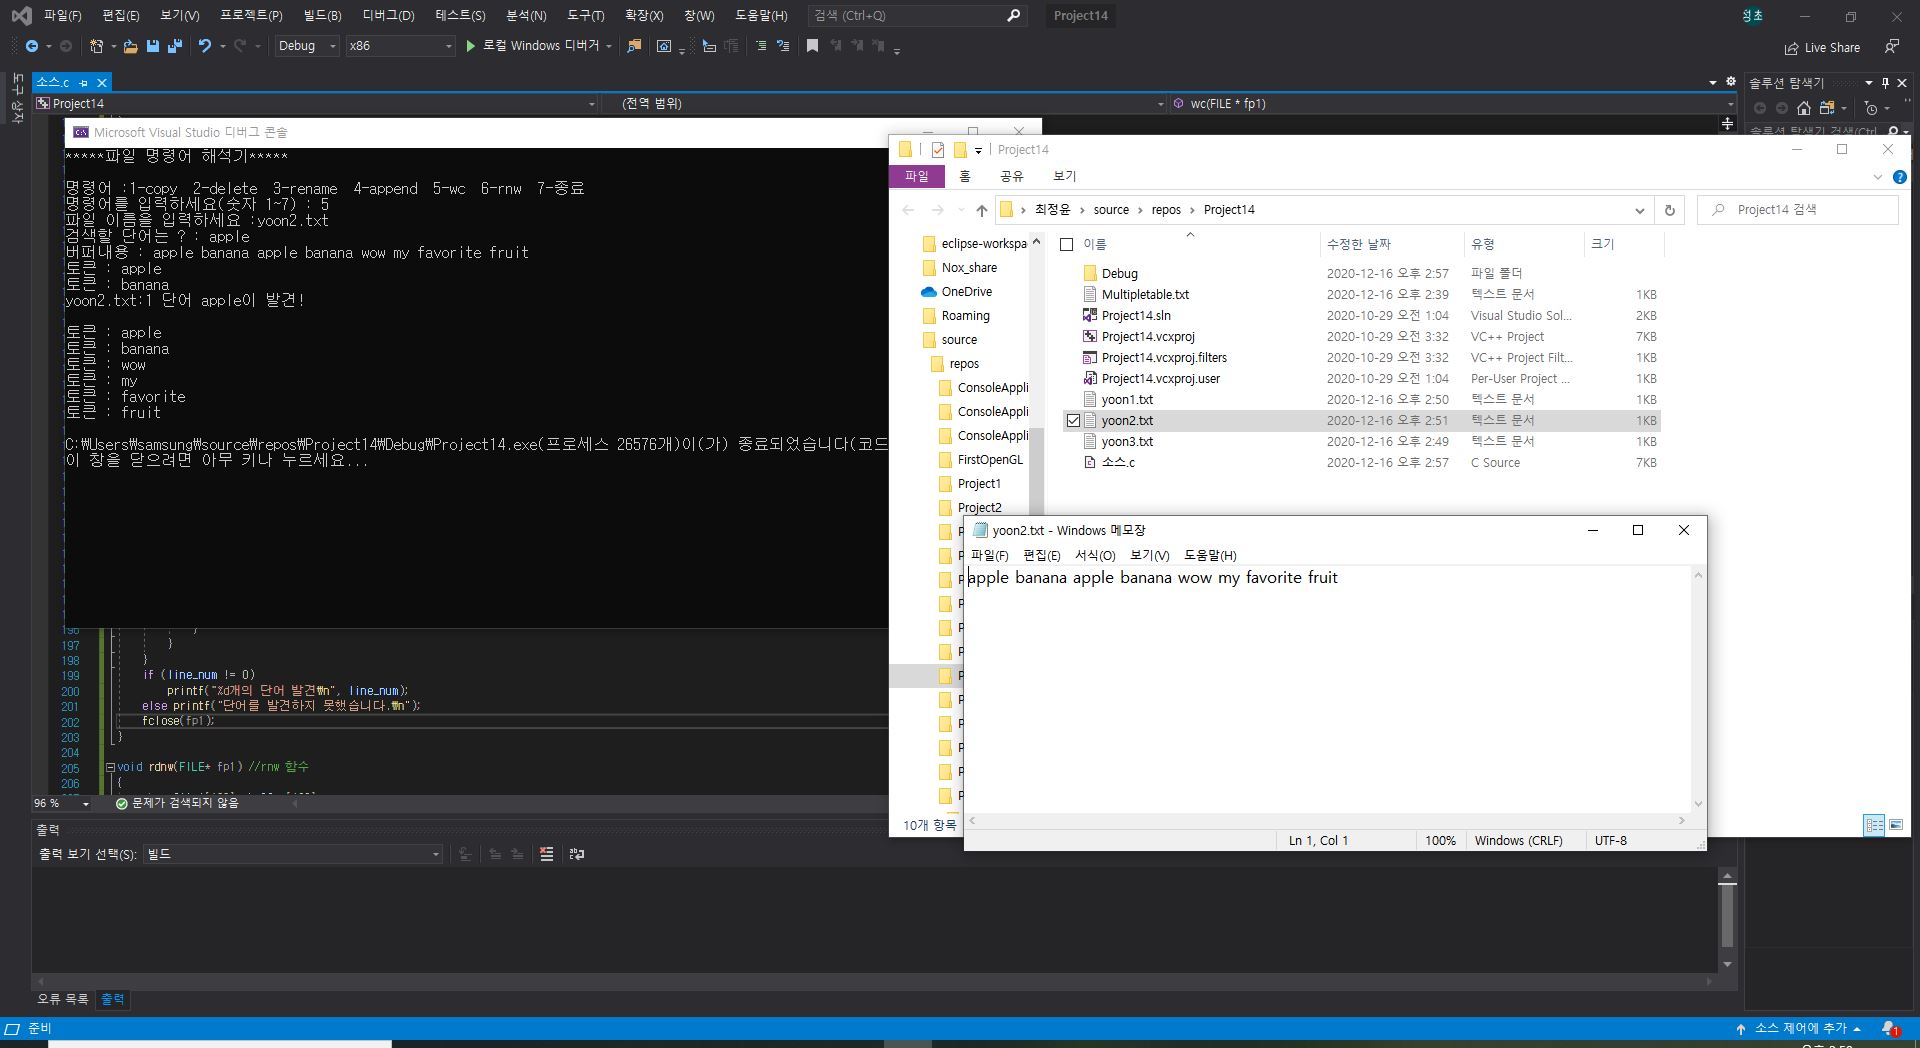 파일(F) 편집(E) 보기(V) 프로젝트(P) 빌드(B) 디버그(D) 테스트(S) 분석(N) 도구(T) 확장(X) 창(W) 도움말(H) 검색 (Ctrl+Q) Project14
Debug x86 로컬 Windows 디버거 Live Share
도구 상자
소스.c
Project14 (전역 범위) wc(FILE * fp1)
솔루션 탐색기
Microsoft Visual Studio 디버그 콘솔
*****파일 명령어 해석기*****
명령어 :1-copy 2-delete 3-rename 4-append 5-wc 6-rnw 7-종료
명령어를 입력하세요(숫자 1~7) : 5
파일 이름을 입력하세요 :yoon2.txt
검색할 단어는 ? : apple
버퍼내용 : apple banana apple banana wow my favorite fruit
토큰 : apple
토큰 : banana
yoon2.txt:1 단어 apple이 발견!
토큰 : apple
토큰 : banana
토큰 : wow
토큰 : my
토큰 : favorite
토큰 : fruit
C:₩Users₩samsung₩source₩repos₩Project14₩Debug₩Project14.exe(프로세스 26576개)이(가) 종료되었습니다(코드
이 창을 닫으려면 아무 키나 누르세요...
197 }
198 }
199 if (line_num != 0)
200 printf("%d개의 단어 발견₩n", line_num);
201 else printf("단어를 발견하지 못했습니다.₩n");
202 fclose(fp1);
203 }
204
205 void rdnw(FILE* fp1) //rnw 함수
206 {
96 % 문제가 검색되지 않음
출력
출력 보기 선택(S): 빌드
오류 목록 출력
준비 소스 제어에 추가 1
Project14
파일 홈 공유 보기
최정윤 › source › repos › Project14 Project14 검색
이름 수정한 날짜 유형 크기
eclipse-workspa
Nox_share
OneDrive
Roaming
source
repos
ConsoleAppli
ConsoleAppli
ConsoleAppli
FirstOpenGL
Project1
Project2
Debug 2020-12-16 오후 2:57 파일 폴더
Multipletable.txt 2020-12-16 오후 2:39 텍스트 문서 1KB
Project14.sln 2020-10-29 오전 1:04 Visual Studio Sol... 2KB
Project14.vcxproj 2020-10-29 오전 3:32 VC++ Project 7KB
Project14.vcxproj.filters 2020-10-29 오전 3:32 VC++ Project Filt... 1KB
Project14.vcxproj.user 2020-10-29 오전 1:04 Per-User Project ... 1KB
yoon1.txt 2020-12-16 오후 2:50 텍스트 문서 1KB
yoon2.txt 2020-12-16 오후 2:51 텍스트 문서 1KB
yoon3.txt 2020-12-16 오후 2:49 텍스트 문서 1KB
소스.c 2020-12-16 오후 2:57 C Source 7KB
10개 항목
yoon2.txt - Windows 메모장
파일(F) 편집(E) 서식(O) 보기(V) 도움말(H)
apple banana apple banana wow my favorite fruit
Ln 1, Col 1 100% Windows (CRLF) UTF-8